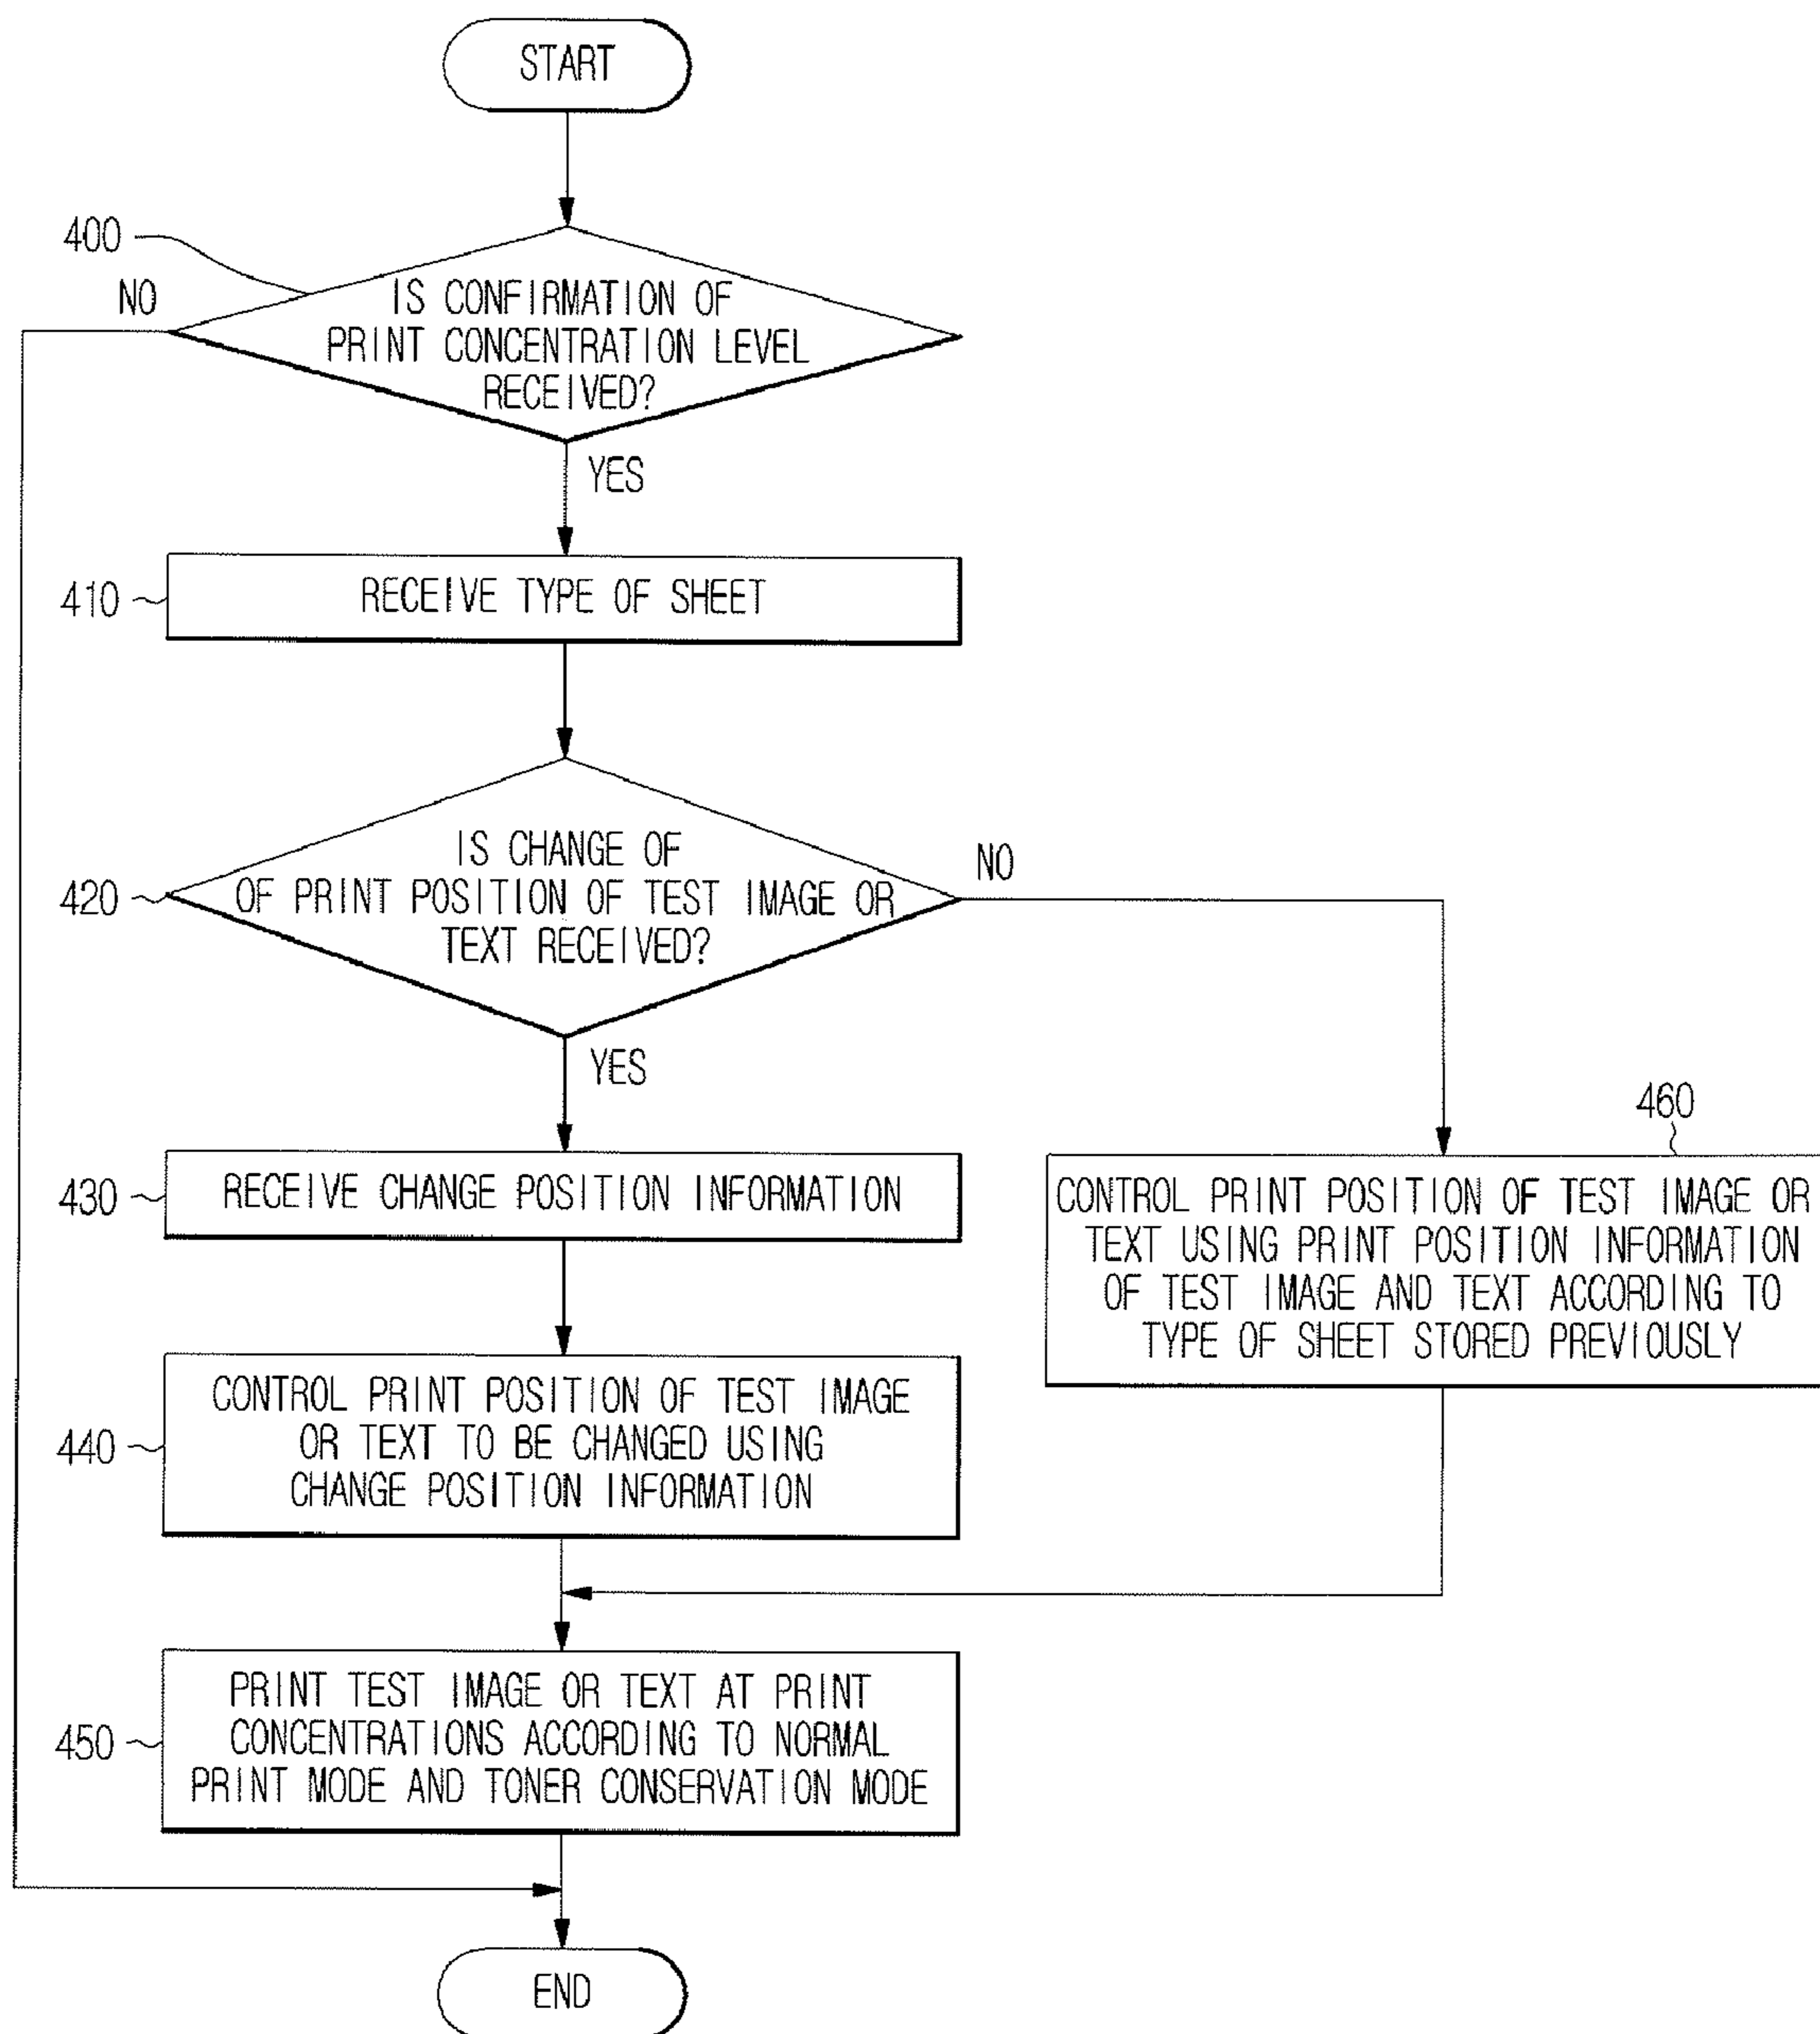 START
400
NO
IS CONFIRMATION OF
PRINT CONCENTRATION LEVEL
RECEIVED?
YES
410
RECEIVE TYPE OF SHEET
420
IS CHANGE OF
OF PRINT POSITION OF TEST IMAGE OR
TEXT RECEIVED?
NO
YES
430
RECEIVE CHANGE POSITION INFORMATION
460
CONTROL PRINT POSITION OF TEST IMAGE OR
TEXT USING PRINT POSITION INFORMATION
OF TEST IMAGE AND TEXT ACCORDING TO
TYPE OF SHEET STORED PREVIOUSLY
440
CONTROL PRINT POSITION OF TEST IMAGE
OR TEXT TO BE CHANGED USING
CHANGE POSITION INFORMATION
450
PRINT TEST IMAGE OR TEXT AT PRINT
CONCENTRATIONS ACCORDING TO NORMAL
PRINT MODE AND TONER CONSERVATION MODE
END